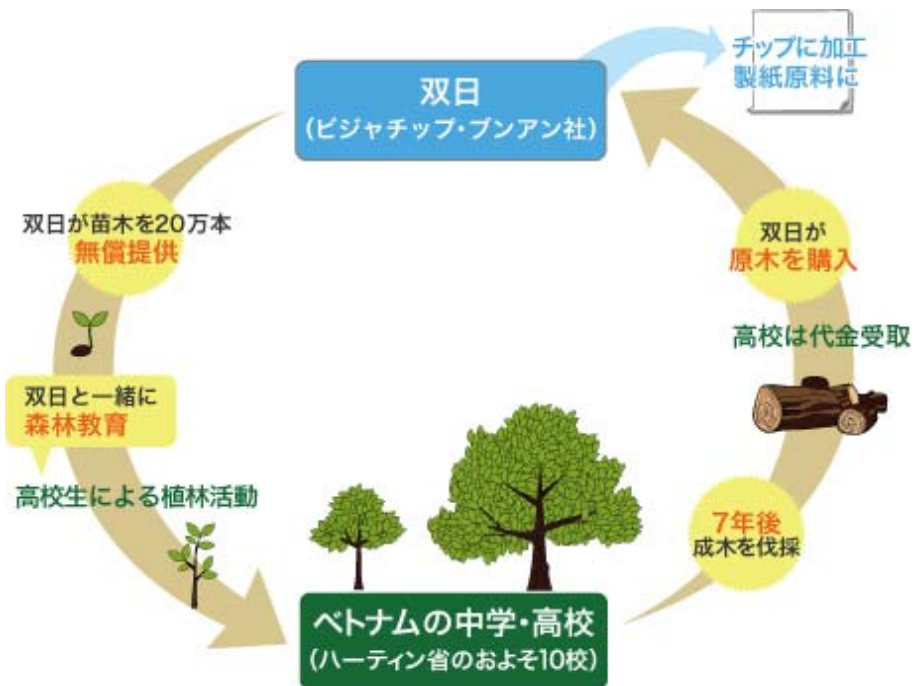 チップに加工
製紙原料に
双日
(ビジャチップ・ブンアン社)
双日が苗木を20万本
無償提供
双日が
原木を購入
高校は代金受取
双日と一緒に
森林教育
高校生による植林活動
7年後
成木を伐採
ベトナムの中学・高校
(ハーティン省のおよそ10校)